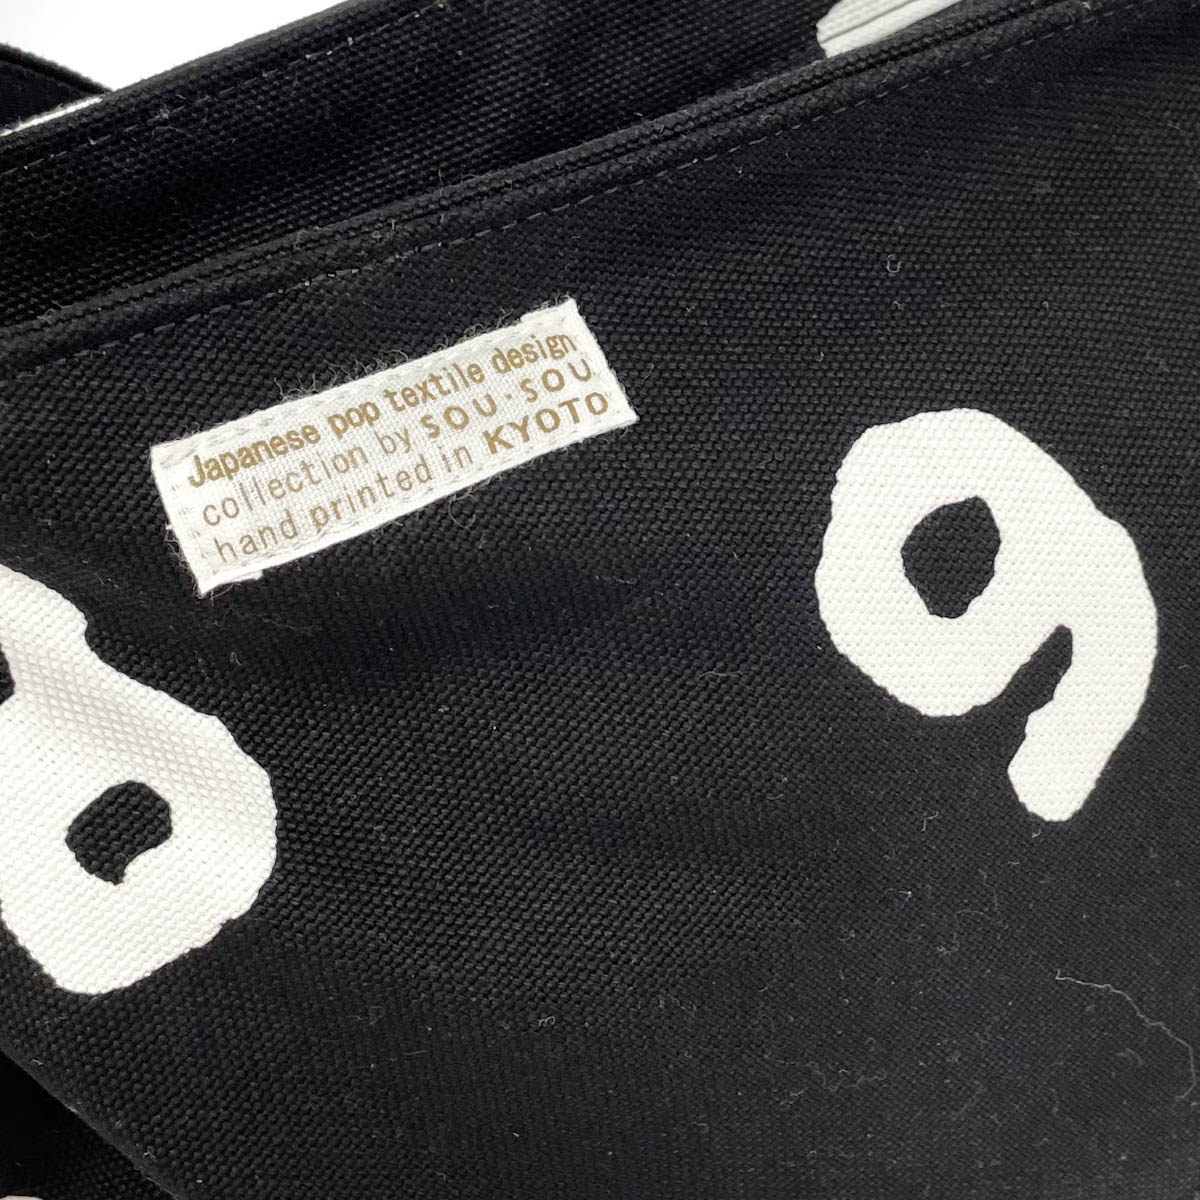 Japanese pop textile design
collection by SOU・SOU
hand printed in KYOTO
8
9